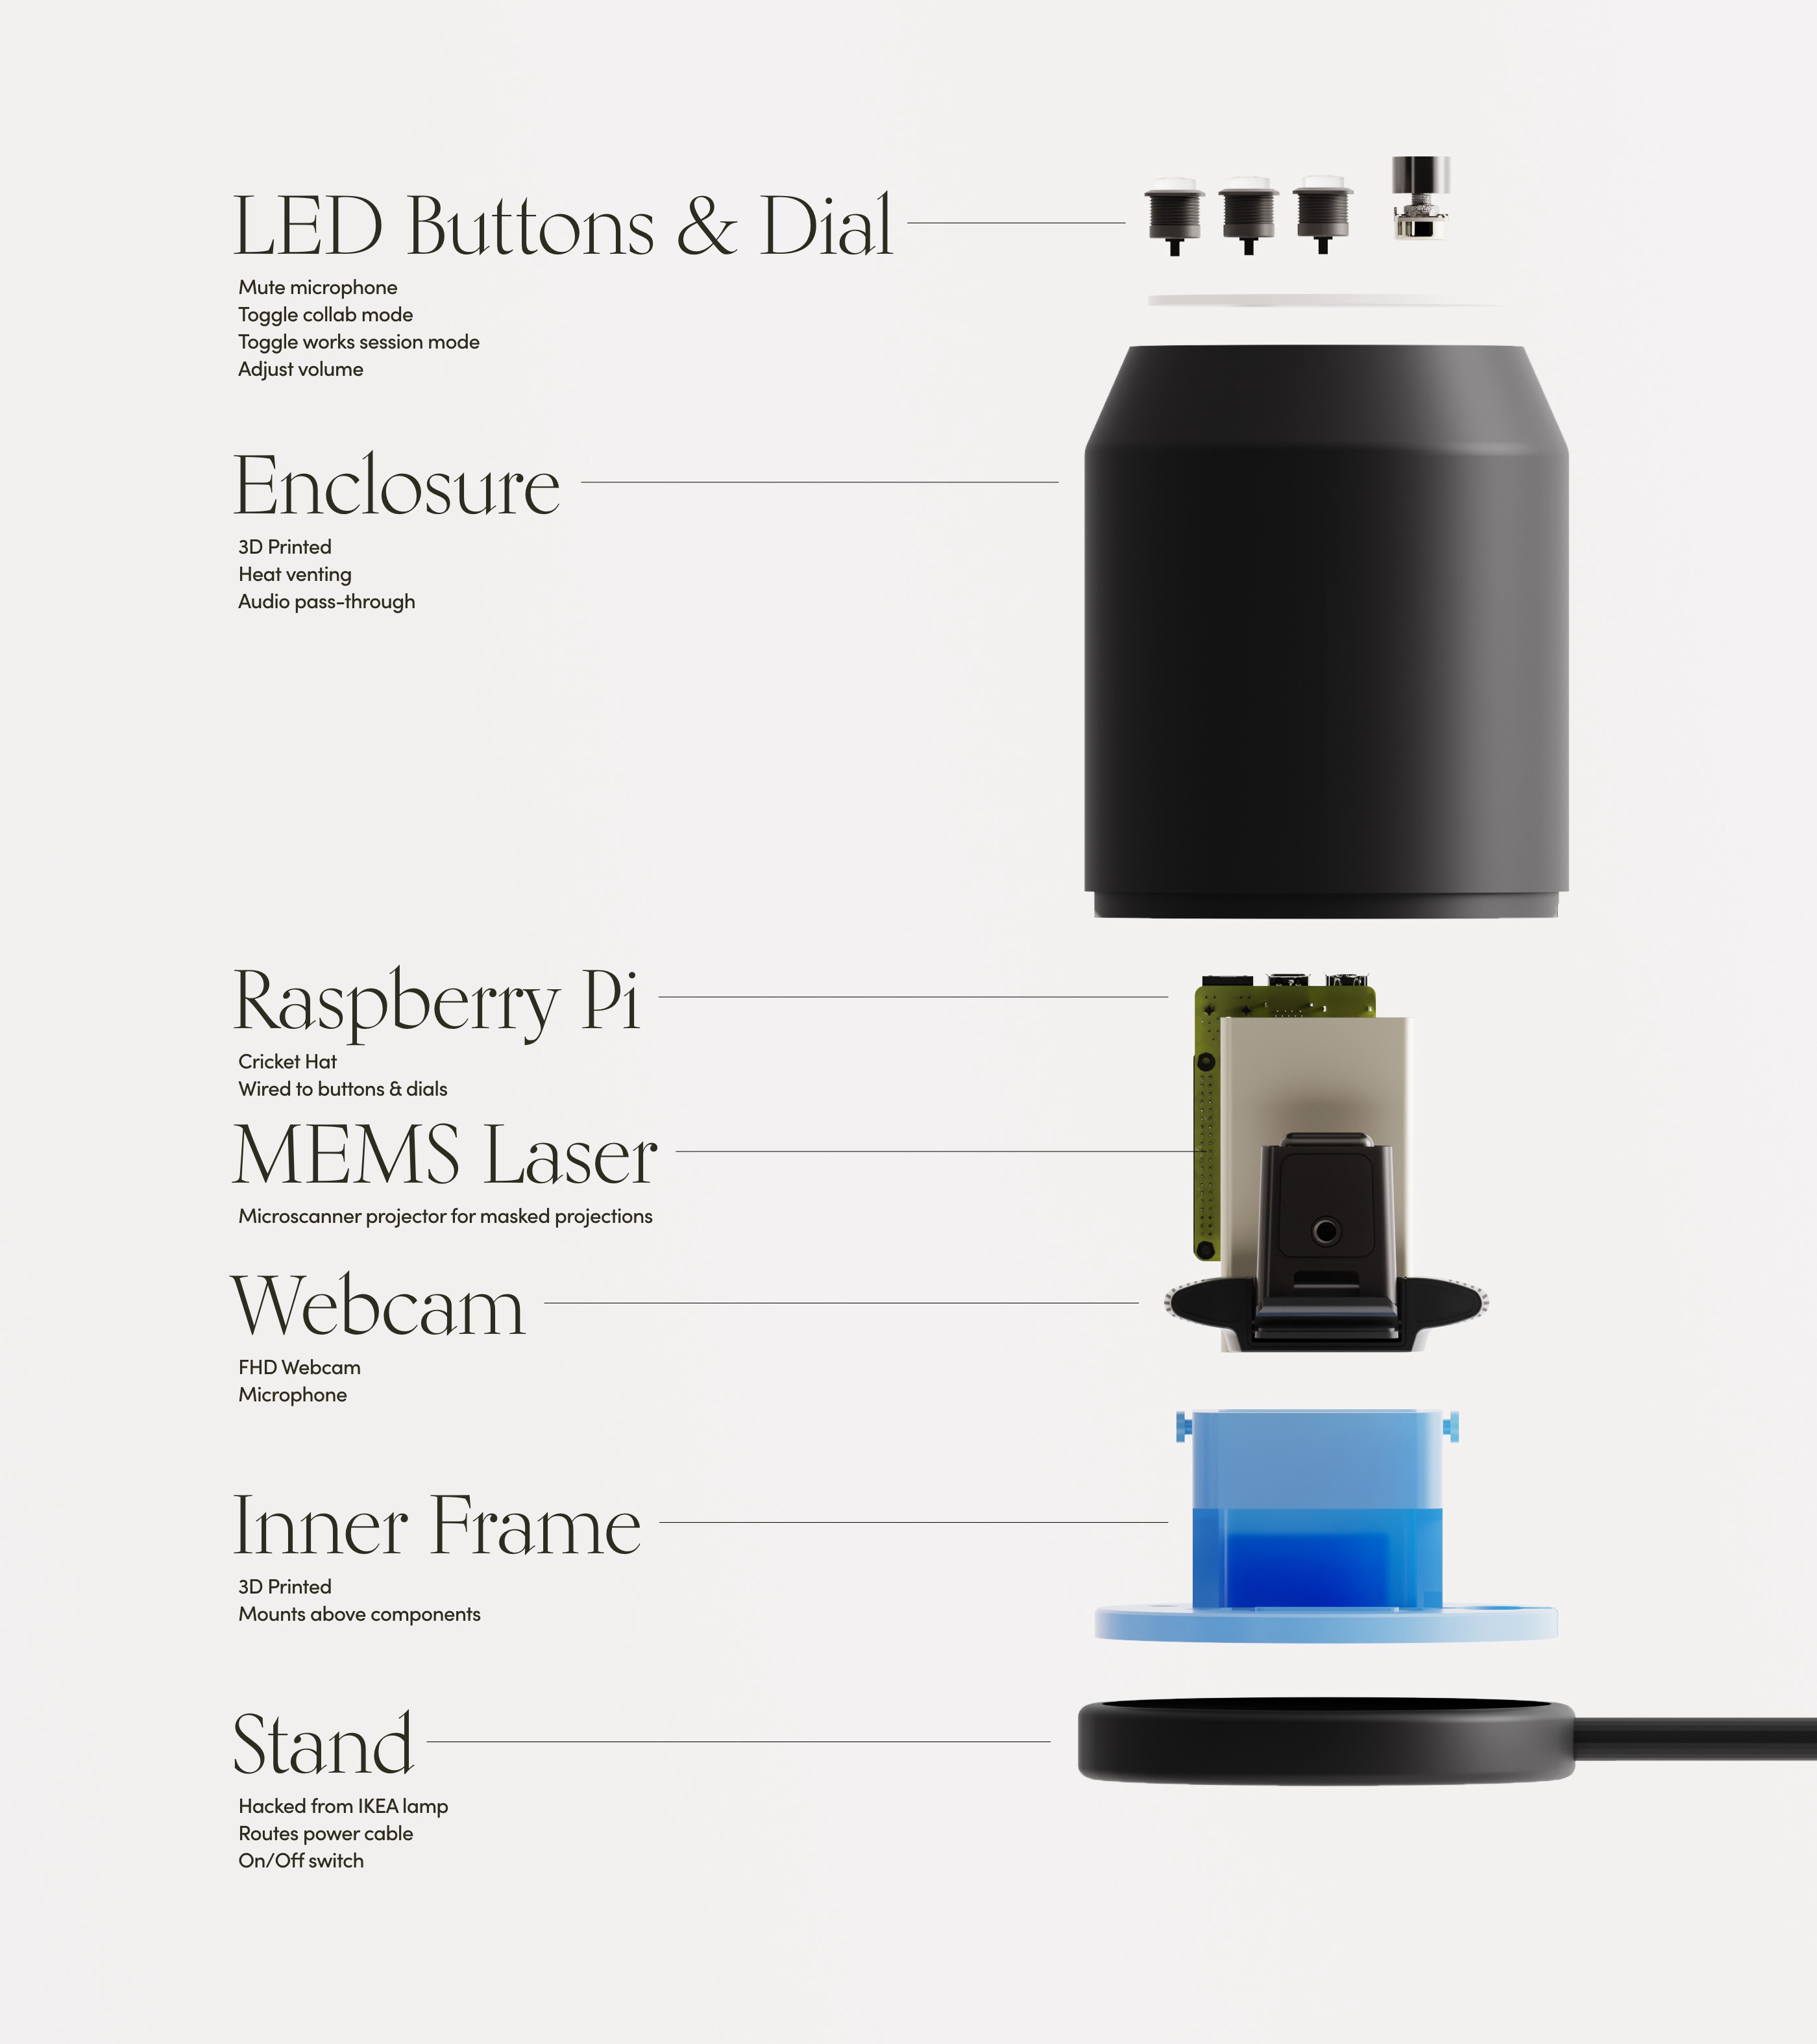 LED Buttons & Dial
Mute microphone
Toggle collab mode
Toggle works session mode
Adjust volume
Enclosure
3D Printed
Heat venting
Audio pass-through
Raspberry Pi
Cricket Hat
Wired to buttons & dials
MEMS Laser
Microscanner projector for masked projections
Webcam
FHD Webcam
Microphone
Inner Frame
3D Printed
Mounts above components
Stand
Hacked from IKEA lamp
Routes power cable
On/Off switch